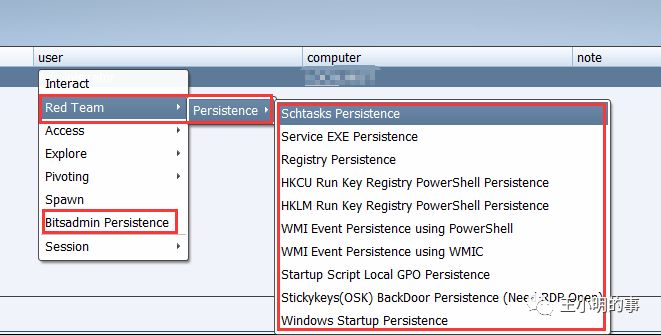 user
computer
note
Interact
Red Team
Persistence
Access
Explore
Pivoting
Spawn
Bitsadmin Persistence
Session
Schtasks Persistence
Service EXE Persistence
Registry Persistence
HKCU Run Key Registry PowerShell Persistence
HKLM Run Key Registry PowerShell Persistence
WMI Event Persistence using PowerShell
WMI Event Persistence using WMIC
Startup Script Local GPO Persistence
Stickykeys(OSK) BackDoor Persistence (Need RDP Open)
Windows Startup Persistence
王小明的事